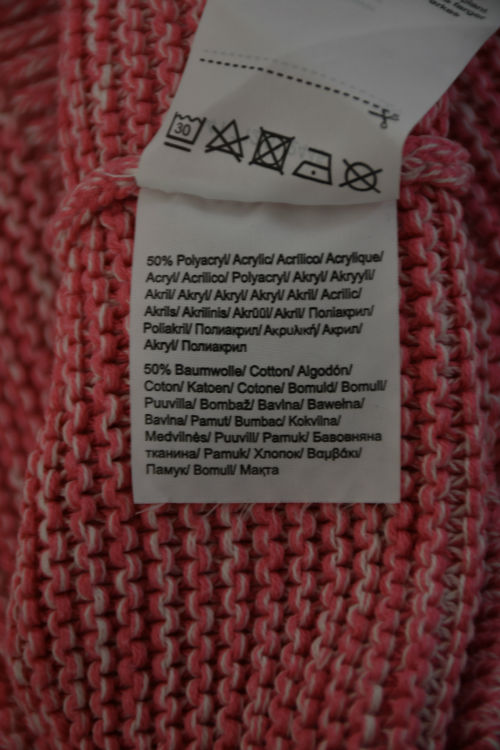 30
50% Polyacryl/ Acrylic/ Acrílico/ Acrylique/
Acryl/ Acrilico/ Polyacryl/ Akryl/ Akryyli/
Akril/ Akryl/ Akryl/ Akryl/ Akril/ Acrilic/
Akrils/ Akrilinis/ Akrüül/ Akril/ Поліакрил/
Poliakril/ Полиакрил/ Ακρυλική/ Акрил/
Akryl/ Полиакрил
50% Baumwolle/ Cotton/ Algodón/
Coton/ Katoen/ Cotone/ Bomuld/ Bomull/
Puuvilla/ Bombaž/ Bavlna/ Bawełna/
Bavlna/ Pamut/ Bumbac/ Kokvilna/
Medvilnės/ Puuvill/ Pamuk/ Бавовняна
тканина/ Pamuk/ Хлопок/ Βαμβάκι/
Памук/ Bomull/ Мақта